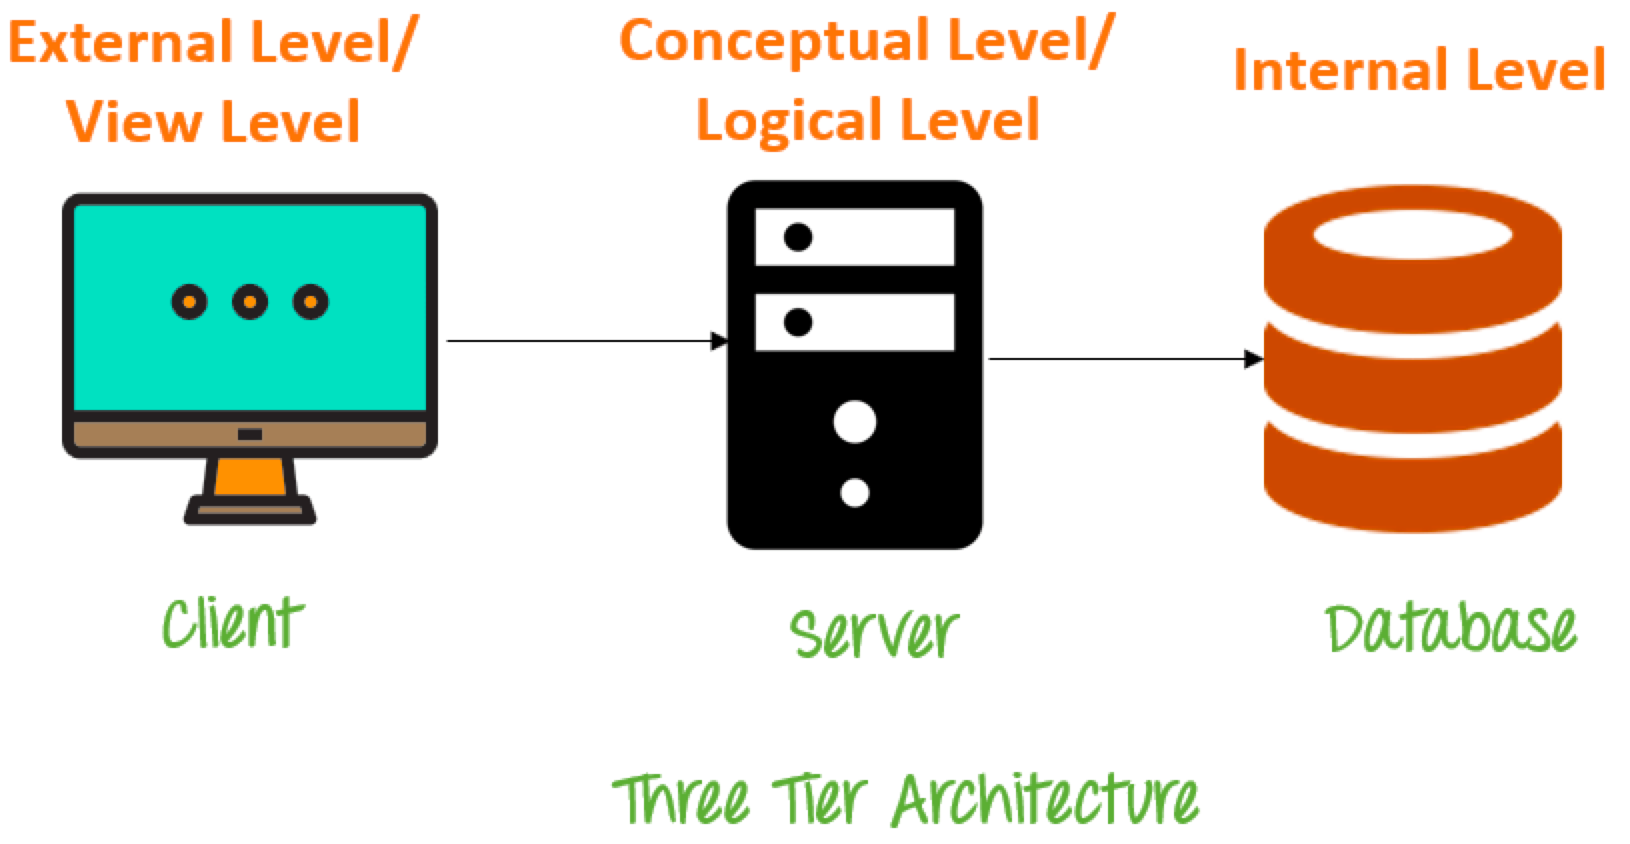 External Level/
View Level
Conceptual Level/
Logical Level
Internal Level
Client
Server
Database
Three Tier Architecture